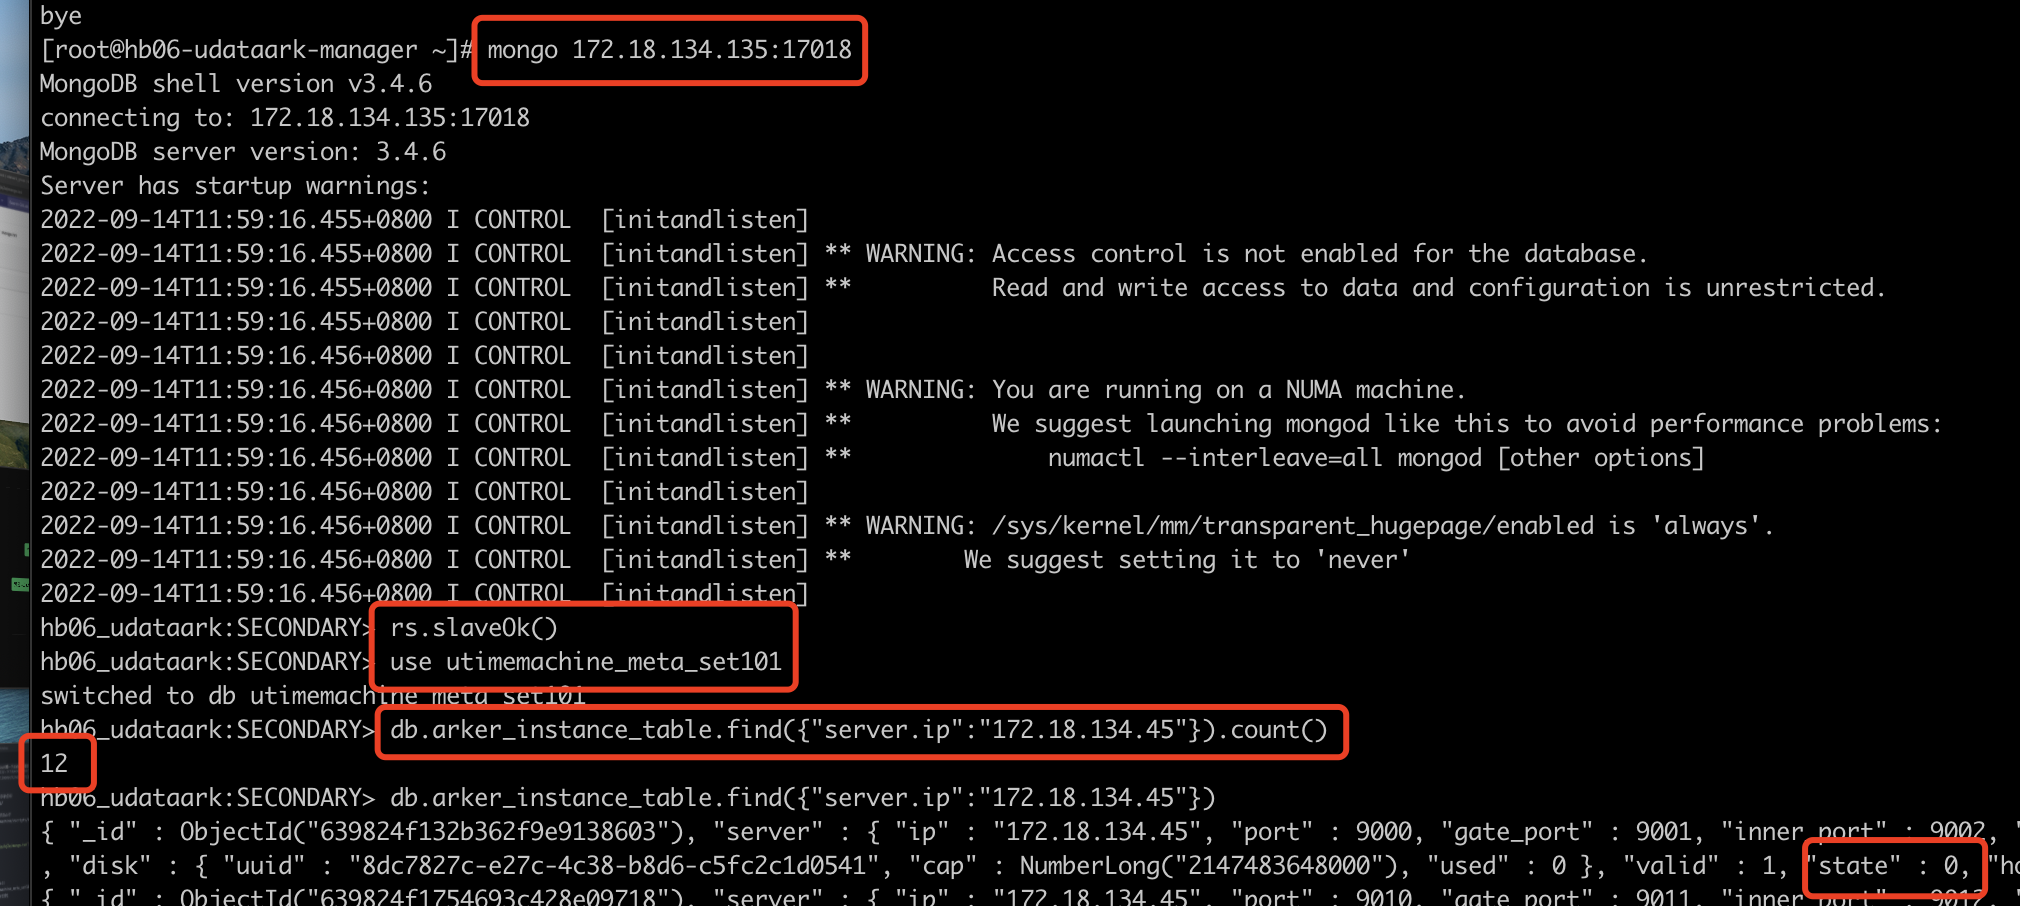 bye
[root@hb06-udataark-manager ~]# mongo 172.18.134.135:17018
MongoDB shell version v3.4.6
connecting to: 172.18.134.135:17018
MongoDB server version: 3.4.6
Server has startup warnings:
2022-09-14T11:59:16.455+0800 I CONTROL  [initandlisten]
2022-09-14T11:59:16.455+0800 I CONTROL  [initandlisten] ** WARNING: Access control is not enabled for the database.
2022-09-14T11:59:16.455+0800 I CONTROL  [initandlisten] **          Read and write access to data and configuration is unrestricted.
2022-09-14T11:59:16.455+0800 I CONTROL  [initandlisten]
2022-09-14T11:59:16.456+0800 I CONTROL  [initandlisten]
2022-09-14T11:59:16.456+0800 I CONTROL  [initandlisten] ** WARNING: You are running on a NUMA machine.
2022-09-14T11:59:16.456+0800 I CONTROL  [initandlisten] **          We suggest launching mongod like this to avoid performance problems:
2022-09-14T11:59:16.456+0800 I CONTROL  [initandlisten] **              numactl --interleave=all mongod [other options]
2022-09-14T11:59:16.456+0800 I CONTROL  [initandlisten]
2022-09-14T11:59:16.456+0800 I CONTROL  [initandlisten] ** WARNING: /sys/kernel/mm/transparent_hugepage/enabled is 'always'.
2022-09-14T11:59:16.456+0800 I CONTROL  [initandlisten] **        We suggest setting it to 'never'
2022-09-14T11:59:16.456+0800 I CONTROL  [initandlisten]
hb06_udataark:SECONDARY> rs.slaveOk()
hb06_udataark:SECONDARY> use utimemachine_meta_set101
switched to db utimemachine_meta_set101
hb06_udataark:SECONDARY> db.arker_instance_table.find({"server.ip":"172.18.134.45"}).count()
12
hb06_udataark:SECONDARY> db.arker_instance_table.find({"server.ip":"172.18.134.45"})
{ "_id" : ObjectId("639824f132b362f9e9138603"), "server" : { "ip" : "172.18.134.45", "port" : 9000, "gate_port" : 9001, "inner_port" : 9002, "
, "disk" : { "uuid" : "8dc7827c-e27c-4c38-b8d6-c5fc2c1d0541", "cap" : NumberLong("2147483648000"), "used" : 0 }, "valid" : 1, "state" : 0, "ho
{ "_id" : ObjectId("639824f1754693c428e09718"), "server" : { "ip" : "172.18.134.45", "port" : 9010, "gate_port" : 9011, "inner_port" : 9012, "